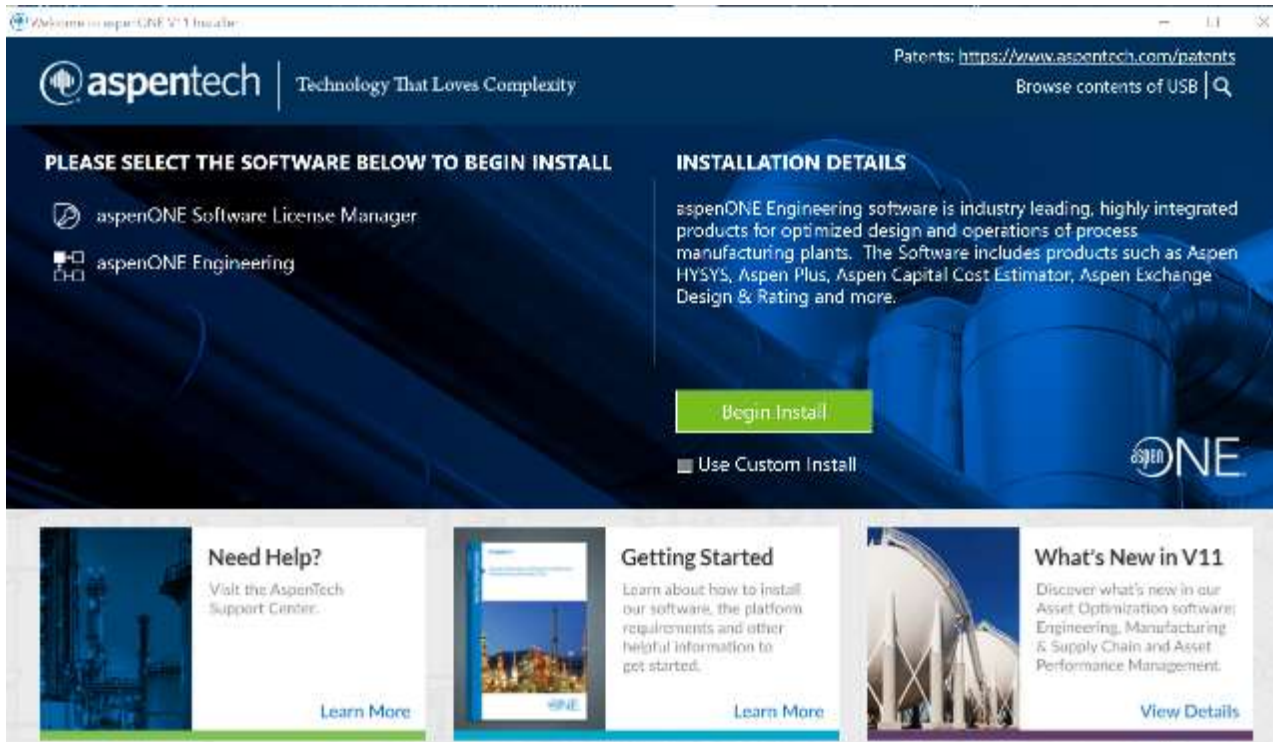 Welcome to aspenONE V11 Installer
aspentech
Technology That Loves Complexity
Patents: https://www.aspentech.com/patents
Browse contents of USB
PLEASE SELECT THE SOFTWARE BELOW TO BEGIN INSTALL
aspenONE Software License Manager
aspenONE Engineering
INSTALLATION DETAILS
aspenONE Engineering software is industry leading, highly integrated
products for optimized design and operations of process
manufacturing plants. The Software includes products such as Aspen
HYSYS, Aspen Plus, Aspen Capital Cost Estimator, Aspen Exchange
Design & Rating and more.
Begin Install
Use Custom Install
aspenONE
Need Help?
Visit the AspenTech
Support Center.
Learn More
Getting Started
Learn about how to install
our software, the platform
requirements and other
helpful information to
get started.
Learn More
What's New in V11
Discover what's new in our
Asset Optimization software:
Engineering, Manufacturing
& Supply Chain and Asset
Performance Management.
View Details